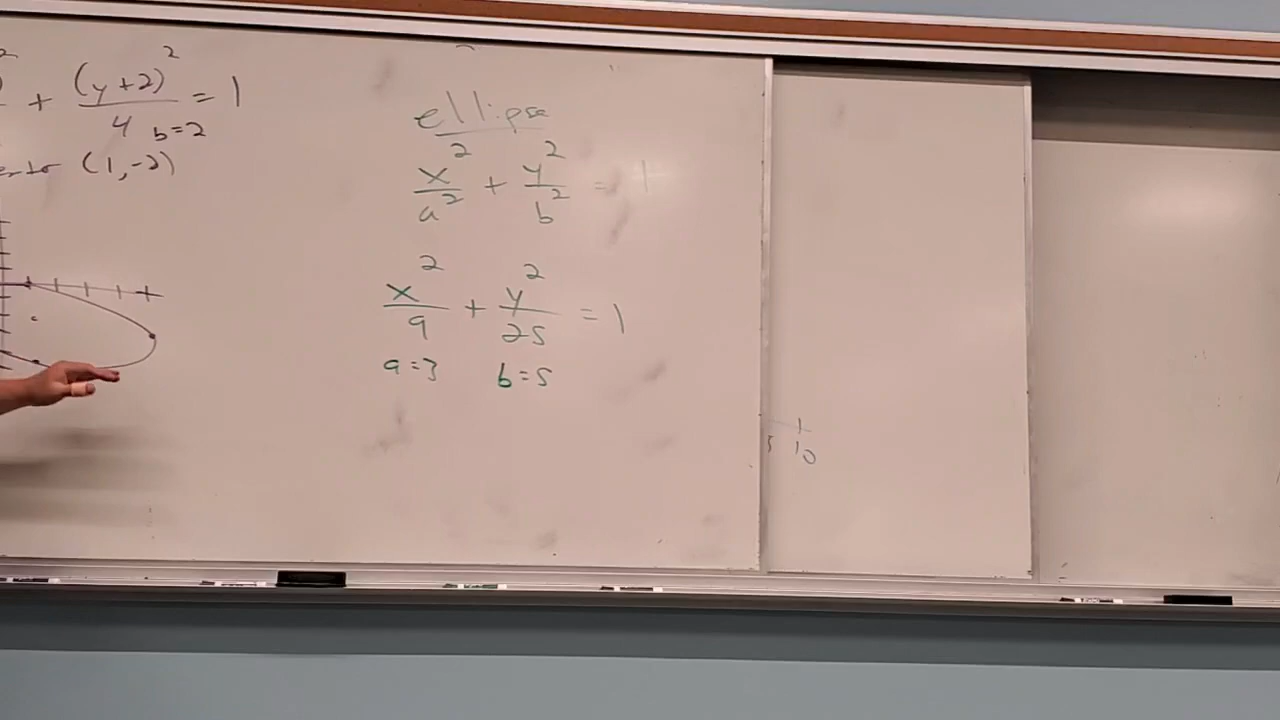 + (y+2)²/4 = 1
b=2
(1,-2)
ellipse
x²/a² + y²/b² = 1
x²/9 + y²/25 = 1
a=3 b=5
10